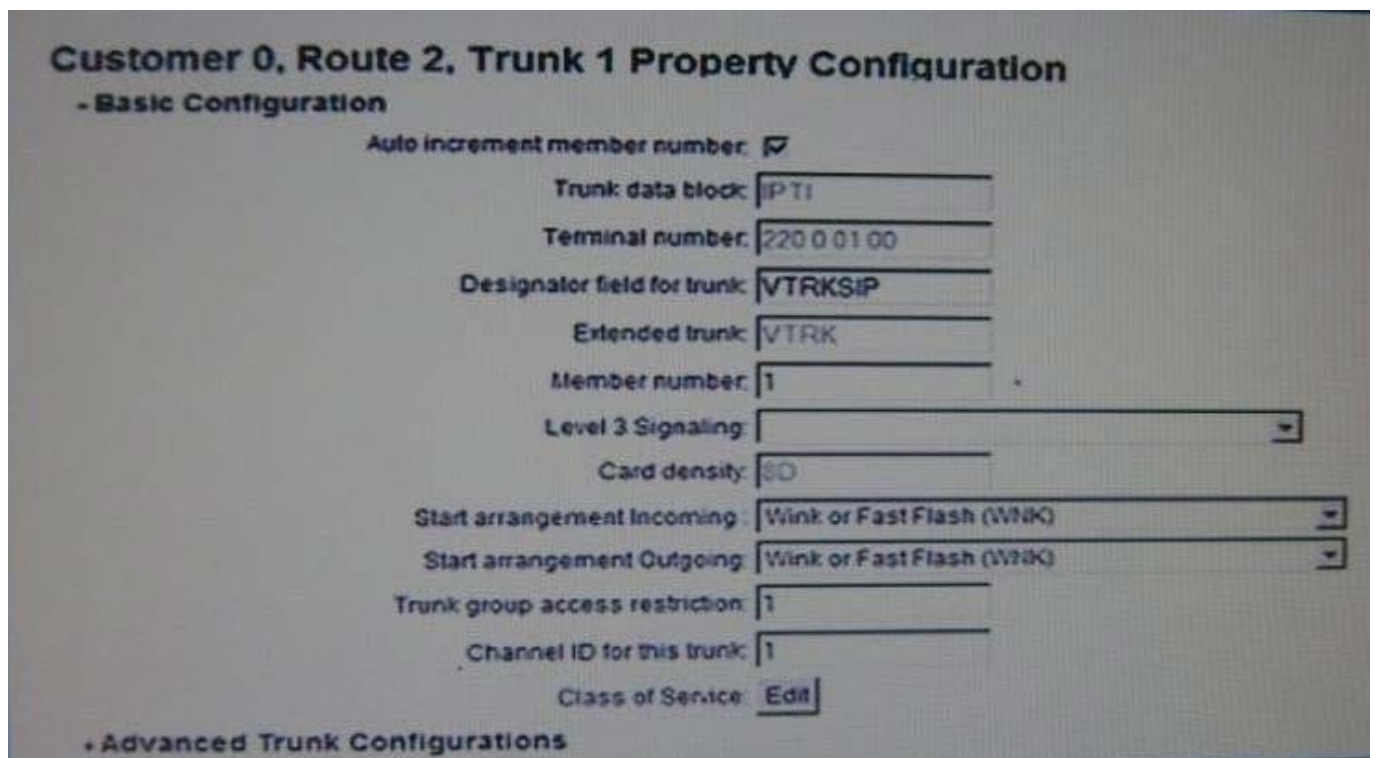 Customer 0, Route 2, Trunk 1 Property Configuration
- Basic Configuration
Auto increment member number:
Trunk data block: IPTI
Terminal number: 220 0 01 00
Designator field for trunk: VTRKSIP
Extended trunk: VTRK
Member number: 1
Level 3 Signaling:
Card density: 8D
Start arrangement Incoming : Wink or Fast Flash (WNK)
Start arrangement Outgoing: Wink or Fast Flash (WNK)
Trunk group access restriction: 1
Channel ID for this trunk: 1
Class of Service: Edit
+ Advanced Trunk Configurations